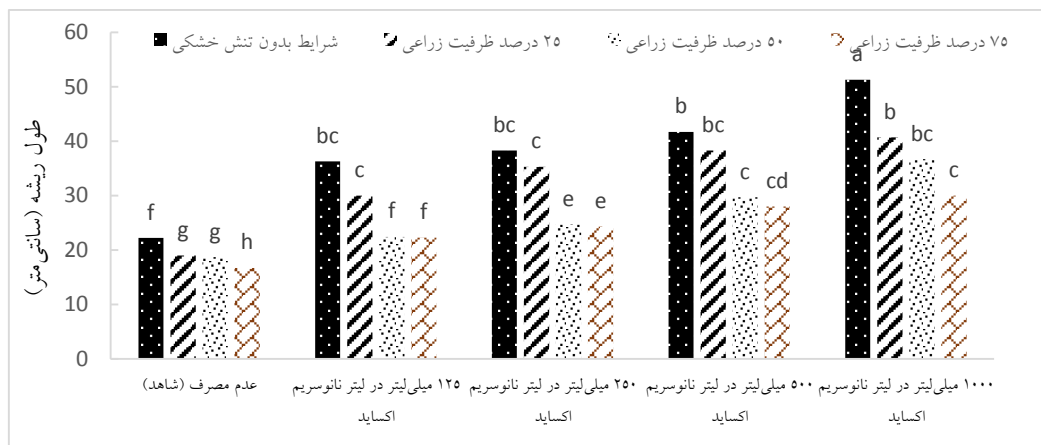 60
50
40
30
20
10
0
طول ریشه (سانتی‌متر)
شرایط بدون تنش خشکی
۲۵ درصد ظرفیت زراعی
۵۰ درصد ظرفیت زراعی
۷۵ درصد ظرفیت زراعی
f g g h
bc c f f
bc c e e
b bc c cd
a b bc c
عدم مصرف (شاهد)
۱۲۵ میلی‌لیتر در لیتر نانوسریم
اکساید
۲۵۰ میلی‌لیتر در لیتر نانوسریم
اکساید
۵۰۰ میلی‌لیتر در لیتر نانوسریم
اکساید
۱۰۰۰ میلی‌لیتر در لیتر نانوسریم
اکساید